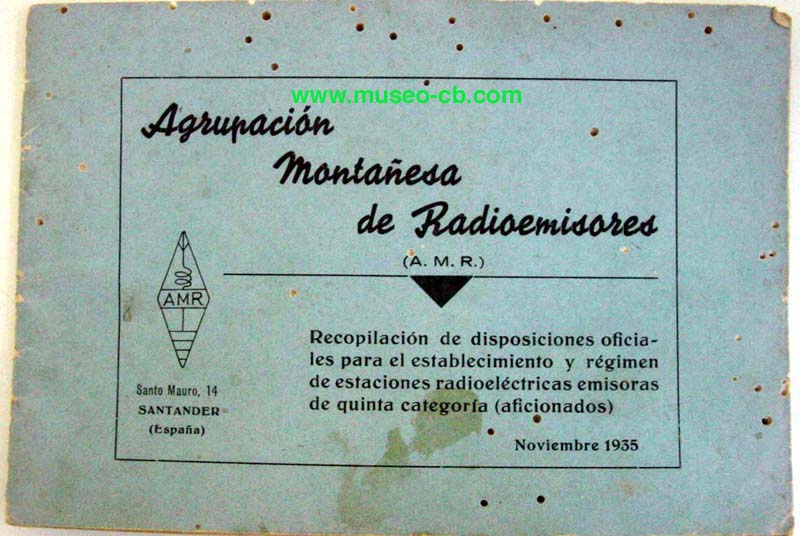 www.museo-cb.com
Agrupación
Montañesa
de Radioemisores
(A. M. R.)
AMR
Santo Mauro, 14
SANTANDER
(España)
Recopilación de disposiciones oficia-
les para el establecimiento y régimen
de estaciones radioeléctricas emisoras
de quinta categoría (aficionados)
Noviembre 1935